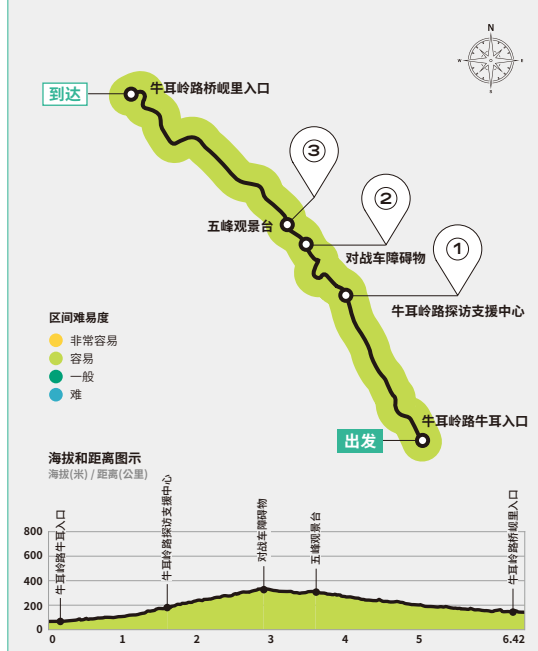 N
W
E
S
到达
牛耳岭路桥岘里入口
3
2
五峰观景台
1
对战车障碍物
牛耳岭路探访支援中心
区间难易度
非常容易
容易
一般
难
牛耳岭路牛耳入口
出发
海拔和距离图示
海拔(米) / 距离(公里)
牛耳岭路牛耳入口
牛耳岭路探访支援中心
对战车障碍物
五峰观景台
牛耳岭路桥岘里入口
800
600
400
200
0
0
1
2
3
4
5
6.42